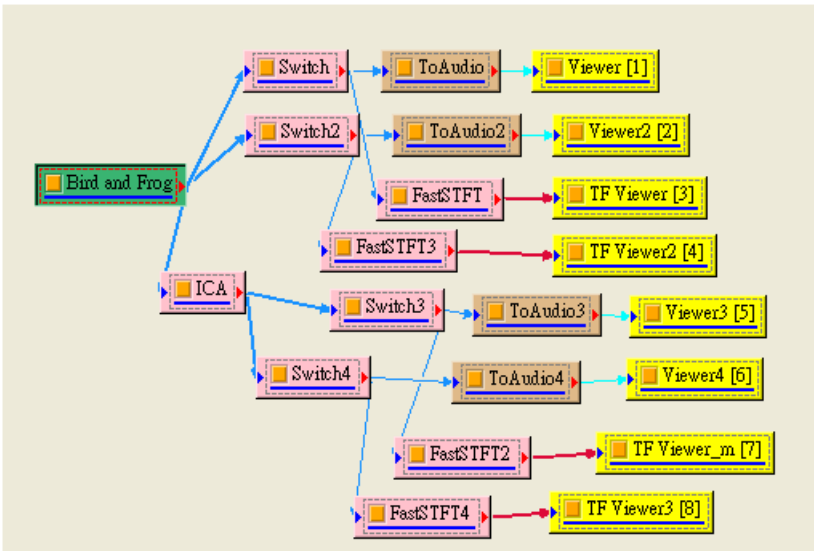 Switch
ToAudio
Viewer [1]
Switch2
ToAudio2
Viewer2 [2]
Bird and Frog
FastSTFT
TF Viewer [3]
FastSTFT3
TF Viewer2 [4]
ICA
Switch3
ToAudio3
Viewer3 [5]
Switch4
ToAudio4
Viewer4 [6]
FastSTFT2
TF Viewer_m [7]
FastSTFT4
TF Viewer3 [8]